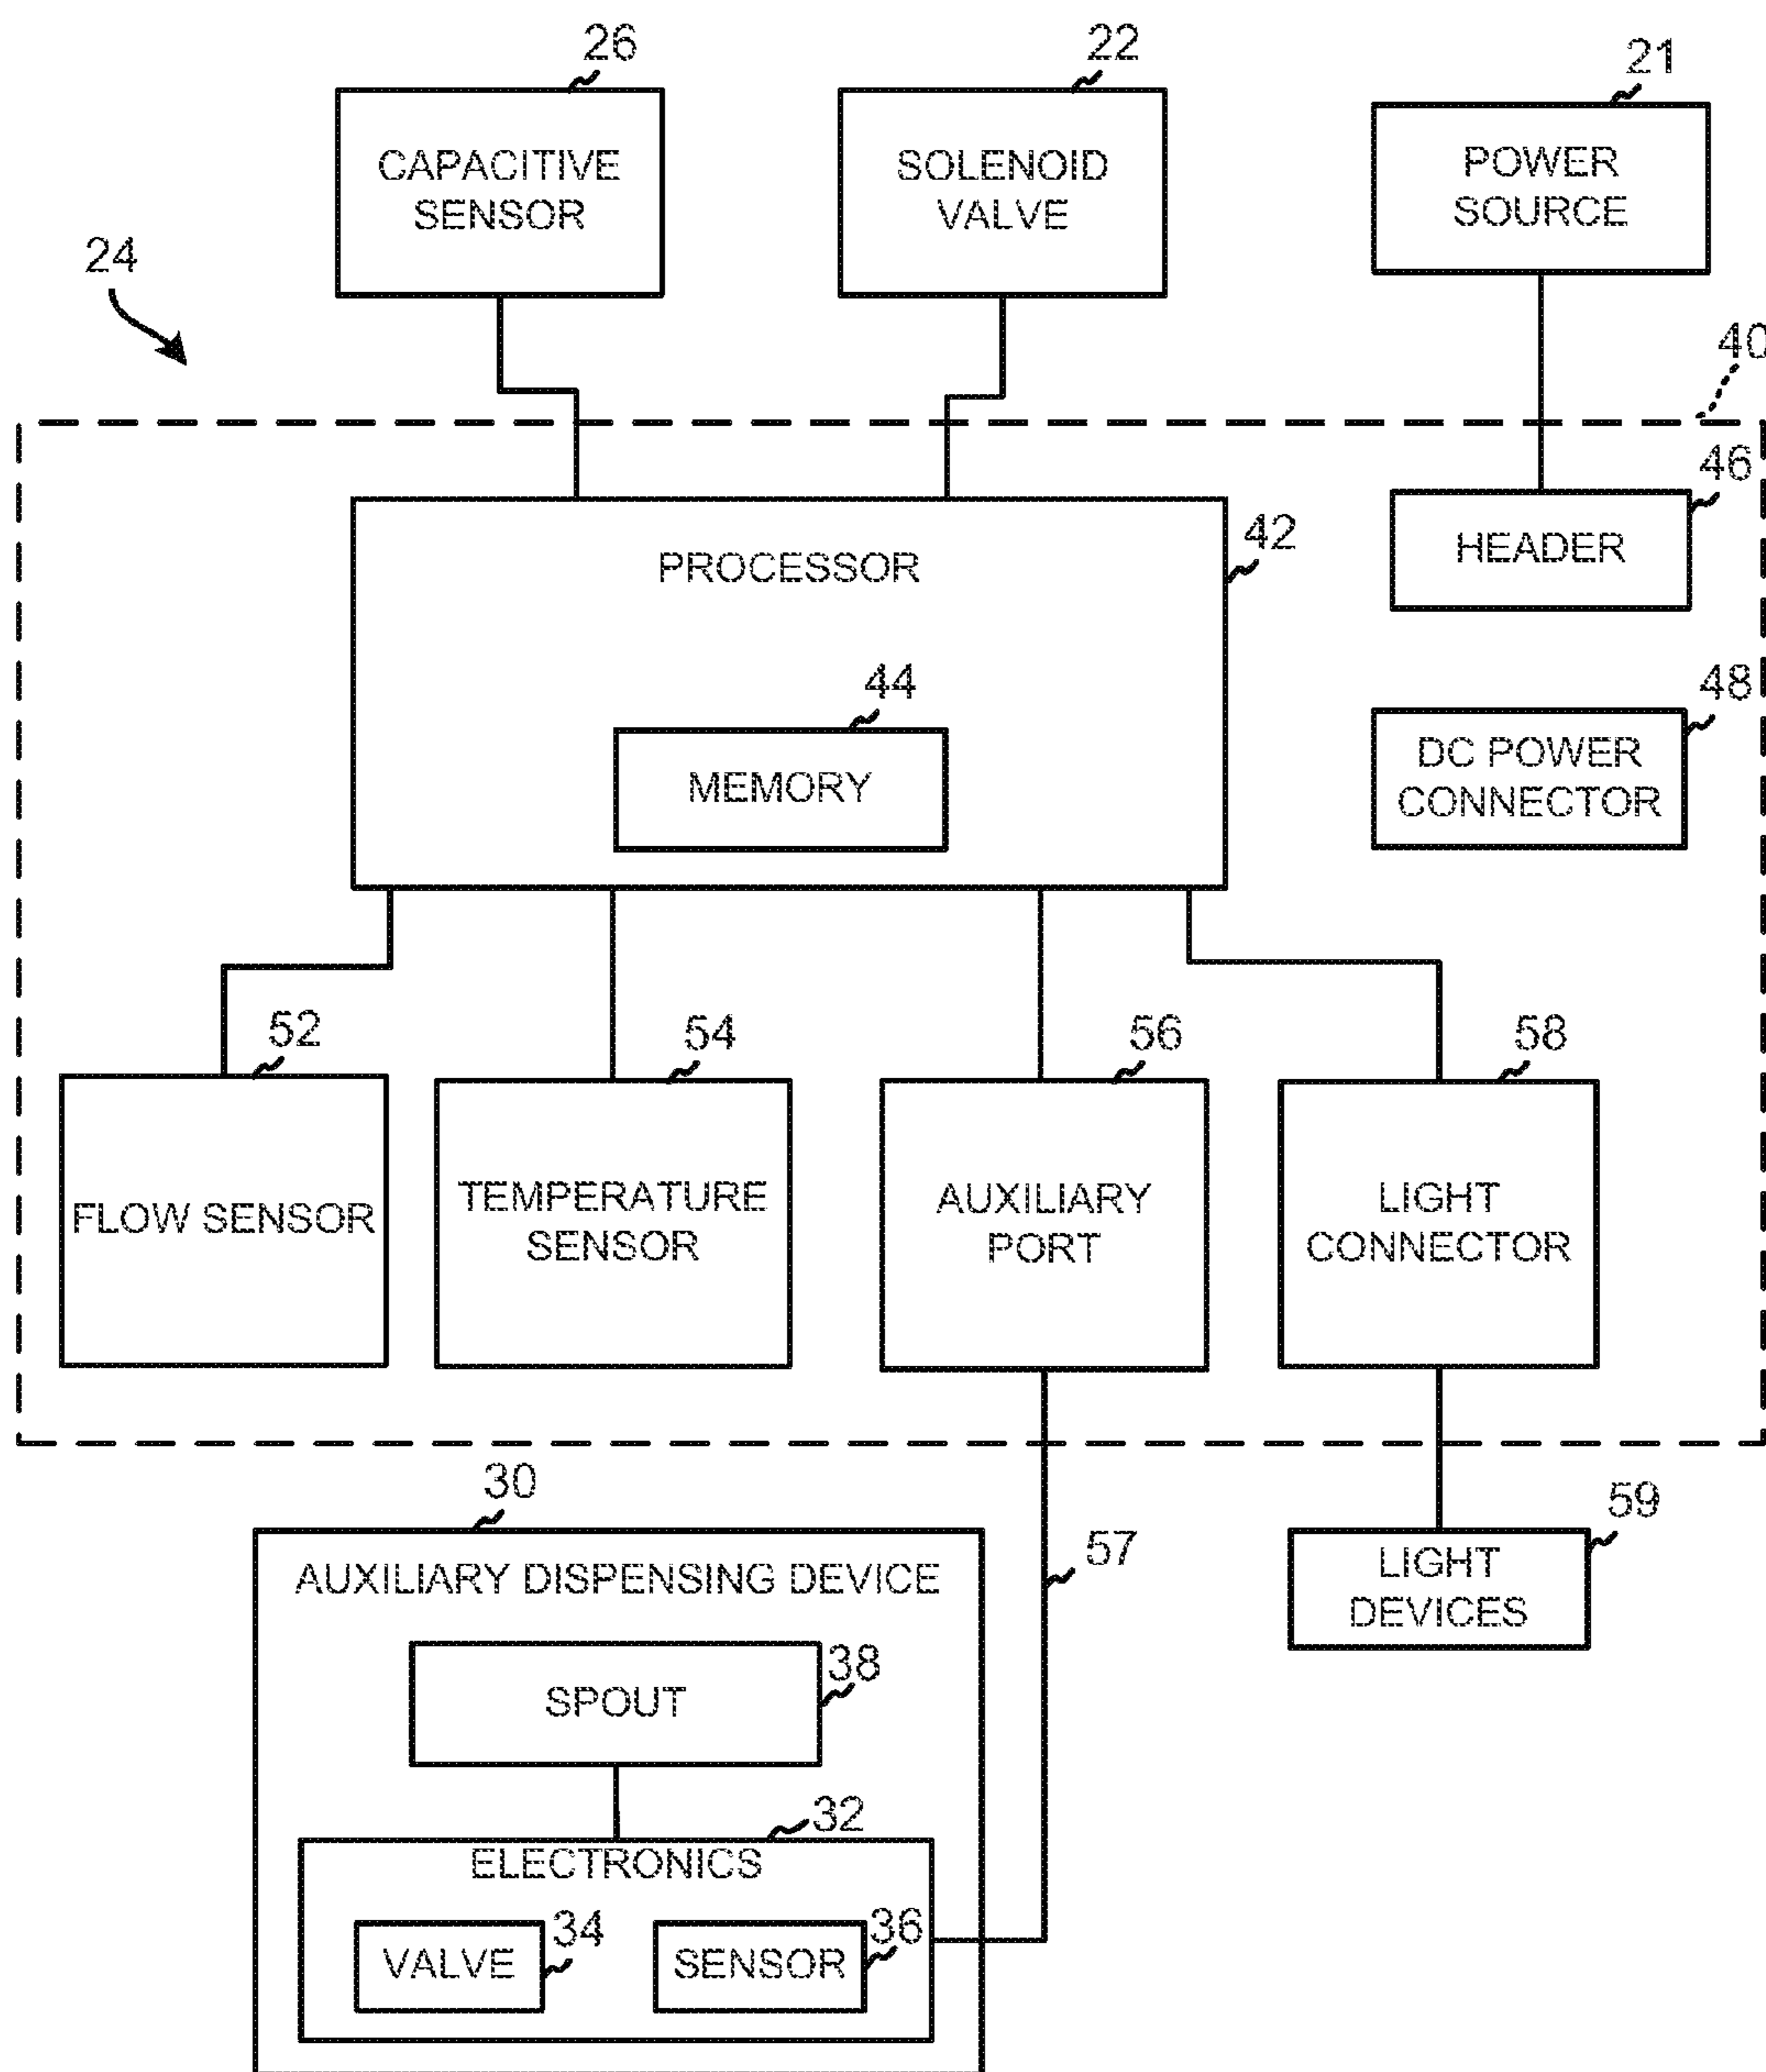 26
22
21
CAPACITIVE
SENSOR
SOLENOID
VALVE
POWER
SOURCE
24
40
46
HEADER
42
PROCESSOR
44
MEMORY
48
DC POWER
CONNECTOR
52
54
56
58
FLOW SENSOR
TEMPERATURE
SENSOR
AUXILIARY
PORT
LIGHT
CONNECTOR
30
57
59
AUXILIARY DISPENSING DEVICE
LIGHT
DEVICES
38
SPOUT
32
ELECTRONICS
34
36
VALVE
SENSOR